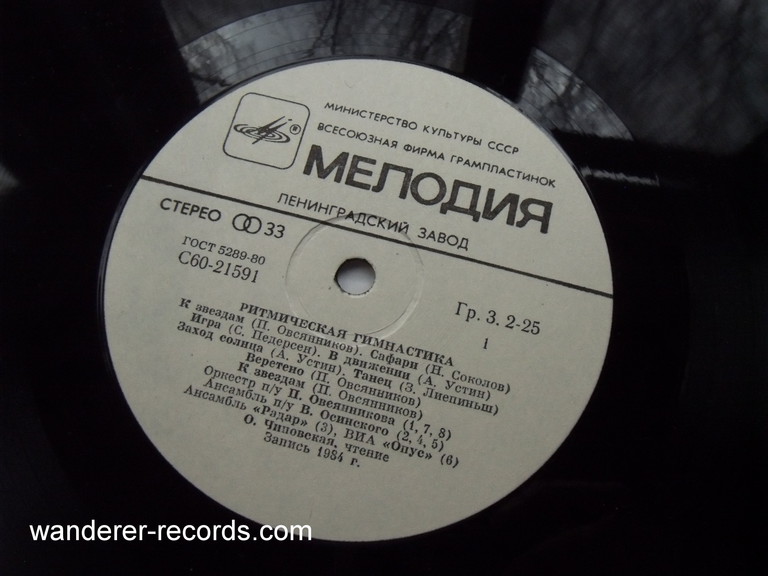 МИНИСТЕРСТВО КУЛЬТУРЫ СССР
ВСЕСОЮЗНАЯ ФИРМА ГРАМПЛАСТИНОК
®
МЕЛОДИЯ
ЛЕНИНГРАДСКИЙ ЗАВОД
СТЕРЕО 33
ГОСТ 5289-80
С60-21591
Гр. 3. 2-25
1
РИТМИЧЕСКАЯ ГИМНАСТИКА
К звездам (П. Овсянников). Сафари (Н. Соколов)
Игра (С. Педерсен). В движении (А. Устин)
Заход солнца (А. Устин). Танец (З. Лиепиньш)
Веретено (П. Овсянников)
К звездам (П. Овсянников)
Оркестр п/у П. Овсянникова (1, 7, 8)
Ансамбль п/у В. Осинского (2, 4, 5)
Ансамбль «Радар» (3), ВИА «Опус» (6)
О. Чиповская, чтение
Запись 1984 г.
wanderer-records.com